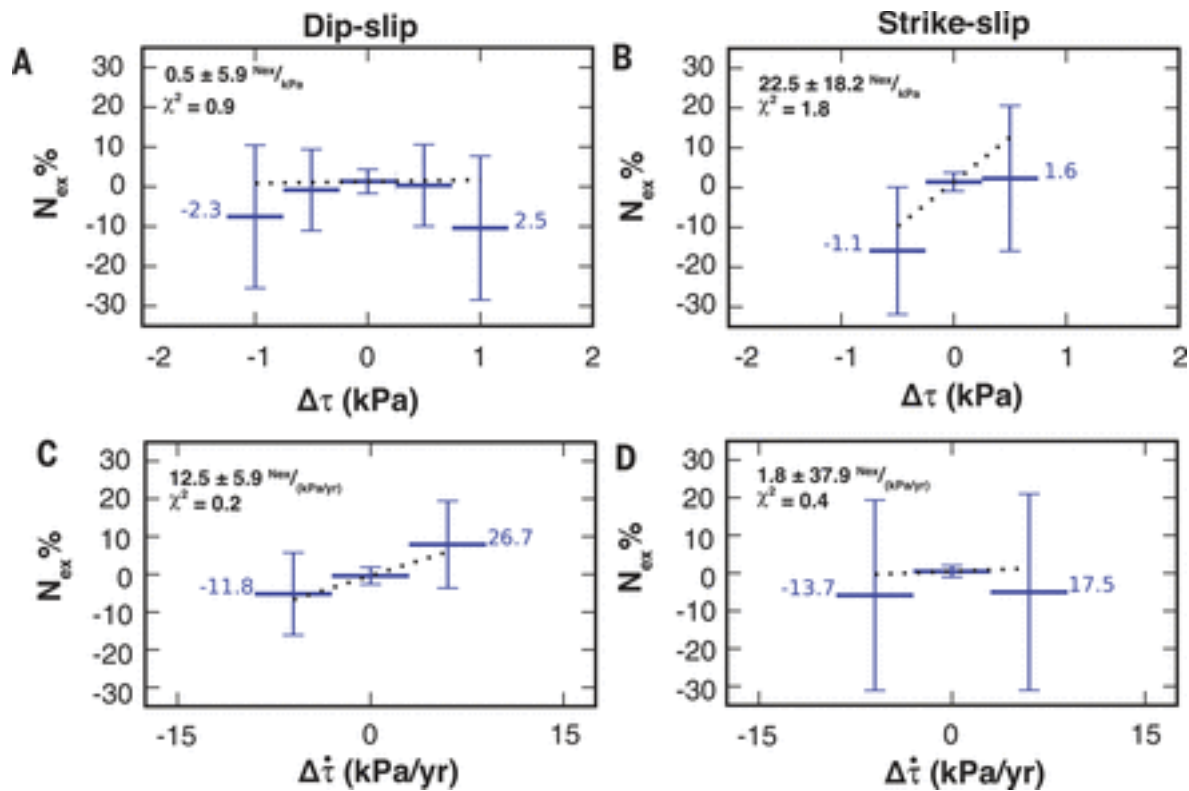 Dip-slip
Strike-slip
A
0.5 ± 5.9 Nex/kPa
χ² = 0.9
30
20
10
0
-10
-20
-30
Nex%
-2.3
2.5
-2 -1 0 1 2
Δτ (kPa)
B
22.5 ± 18.2 Nex/kPa
χ² = 1.8
30
20
10
0
-10
-20
-30
Nex%
-1.1
1.6
-2 -1 0 1 2
Δτ (kPa)
C
12.5 ± 5.9 Nex/(kPa/yr)
χ² = 0.2
30
20
10
0
-10
-20
-30
Nex%
-11.8
26.7
-15 0 15
Δτ̇ (kPa/yr)
D
1.8 ± 37.9 Nex/(kPa/yr)
χ² = 0.4
30
20
10
0
-10
-20
-30
Nex%
-13.7
17.5
-15 0 15
Δτ̇ (kPa/yr)